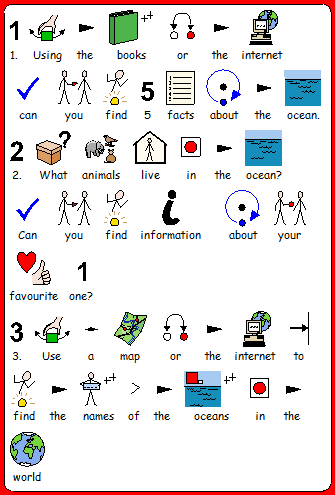 1. Using the books or the internet
can you find 5 facts about the ocean.
2. What animals live in the ocean?
Can you find information about your
favourite one?
3. Use a map or the internet to
find the names of the oceans in the
world